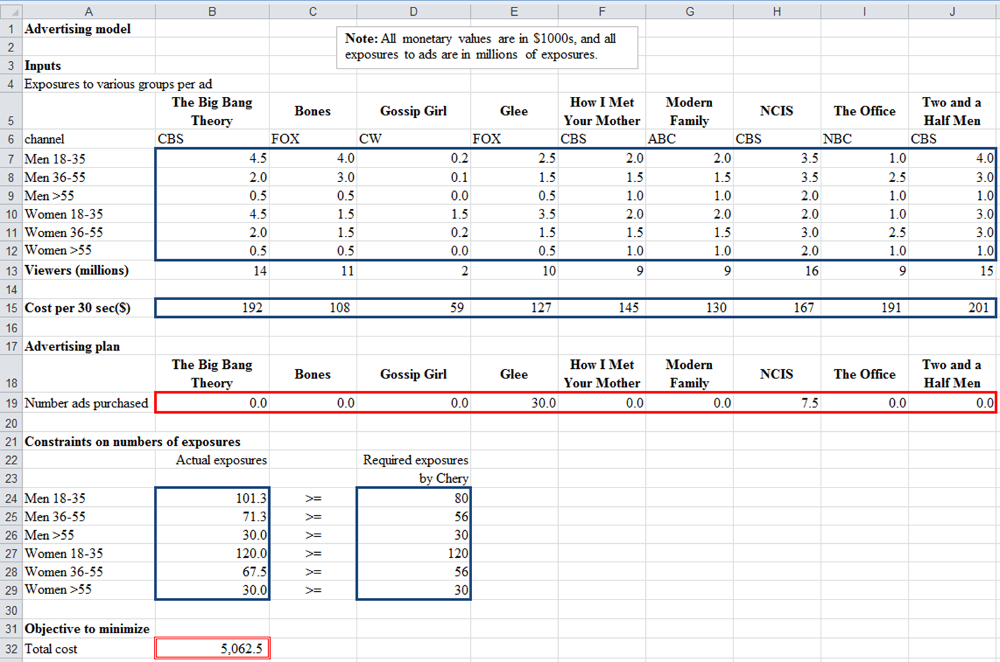 A B C D E F G H I J
1 Advertising model
Note: All monetary values are in $1000s, and all
exposures to ads are in millions of exposures.
2
3 Inputs
4 Exposures to various groups per ad
5 The Big Bang Theory Bones Gossip Girl Glee How I Met Your Mother Modern Family NCIS The Office Two and a Half Men
6 channel CBS FOX CW FOX CBS ABC CBS NBC CBS
7 Men 18-35 4.5 4.0 0.2 2.5 2.0 2.0 3.5 1.0 4.0
8 Men 36-55 2.0 3.0 0.1 1.5 1.5 1.5 3.5 2.5 3.0
9 Men >55 0.5 0.5 0.0 0.5 1.0 1.0 2.0 1.0 1.0
10 Women 18-35 4.5 1.5 1.5 3.5 2.0 2.0 2.0 1.0 3.0
11 Women 36-55 2.0 1.5 0.2 1.5 1.5 1.5 3.0 2.5 3.0
12 Women >55 0.5 0.5 0.0 0.5 1.0 1.0 2.0 1.0 1.0
13 Viewers (millions) 14 11 2 10 9 9 16 9 15
14
15 Cost per 30 sec($) 192 108 59 127 145 130 167 191 201
16
17 Advertising plan
18 The Big Bang Theory Bones Gossip Girl Glee How I Met Your Mother Modern Family NCIS The Office Two and a Half Men
19 Number ads purchased 0.0 0.0 0.0 30.0 0.0 0.0 7.5 0.0 0.0
20
21 Constraints on numbers of exposures
22 Actual exposures Required exposures
23 by Chery
24 Men 18-35 101.3 >= 80
25 Men 36-55 71.3 >= 56
26 Men >55 30.0 >= 30
27 Women 18-35 120.0 >= 120
28 Women 36-55 67.5 >= 56
29 Women >55 30.0 >= 30
30
31 Objective to minimize
32 Total cost 5,062.5